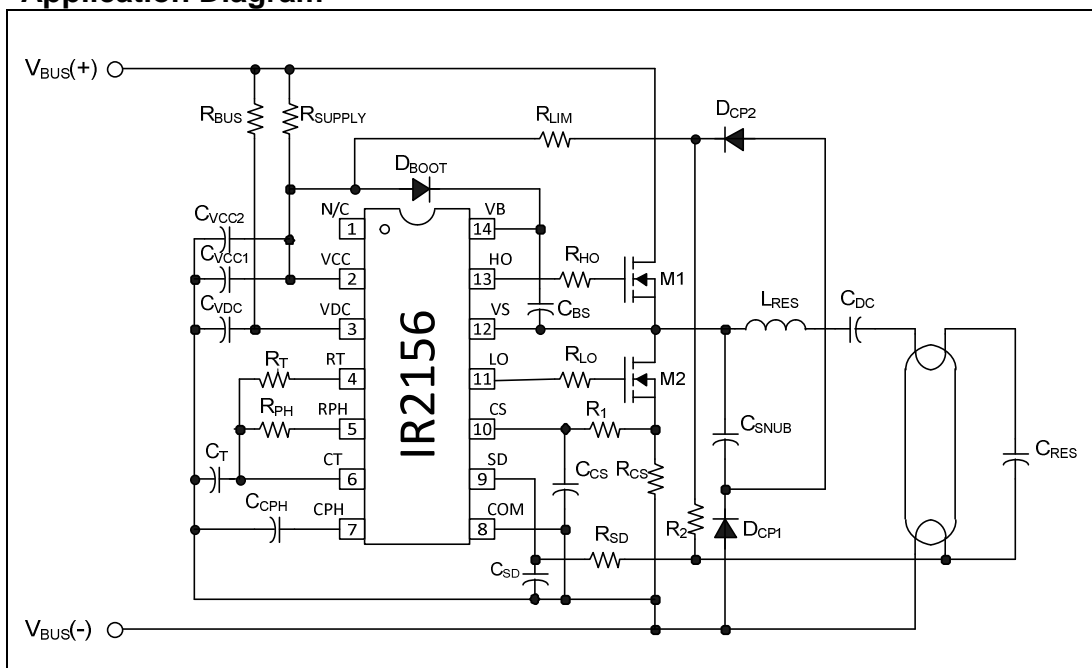 Application Diagram
VBUS(+)
RBUS
RSUPPLY
RLIM
DCP2
DBOOT
CVCC2
N/C
1
14
VB
CVCC1
VCC
2
13
HO
RHO
M1
CVDC
VDC
3
12
VS
CBS
LRES
CDC
RT
RT
4
11
LO
RLO
M2
RPH
RPH
5
10
CS
R1
CT
CT
6
9
SD
CCS
RCS
CSNUB
CRES
CCPH
CPH
7
8
COM
IR2156
CSD
RSD
R2
DCP1
VBUS(-)